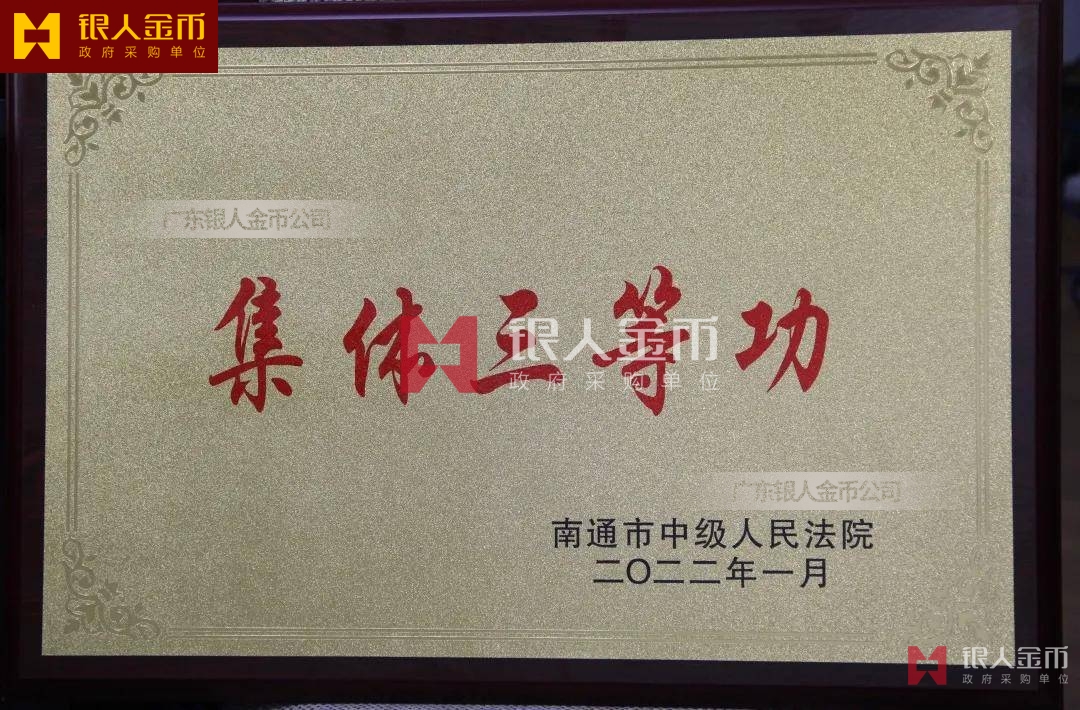 银人金币
政府采购单位
广东银人金币公司
集体三等功
银人金币
政府采购单位
广东银人金币公司
南通市中级人民法院
二〇二二年一月
银人金币
政府采购单位